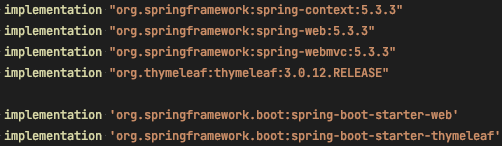 implementation "org.springframework:spring-context:5.3.3"
implementation "org.springframework:spring-web:5.3.3"
implementation "org.springframework:spring-webmvc:5.3.3"
implementation "org.thymeleaf:thymeleaf:3.0.12.RELEASE"
implementation 'org.springframework.boot:spring-boot-starter-web'
implementation 'org.springframework.boot:spring-boot-starter-thymeleaf'